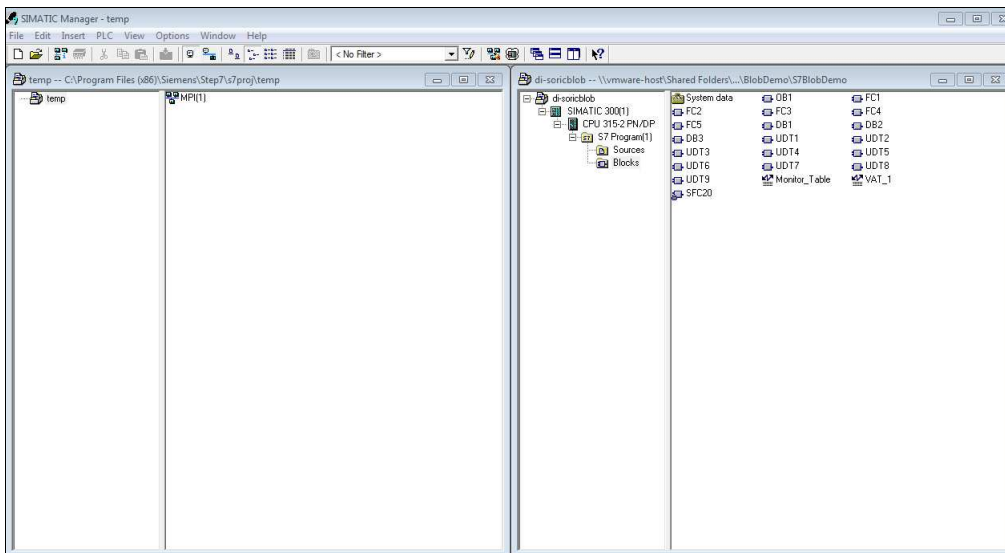 SIMATIC Manager - temp
File Edit Insert PLC View Options Window Help
< No Filter >
temp -- C:\Program Files (x86)\Siemens\Step7\s7proj\temp
temp
MPI(1)
di-soricblob -- \\vmware-host\Shared Folders\...\BlobDemo\S7BlobDemo
di-soricblob
SIMATIC 300(1)
CPU 315-2 PN/DP
S7 Program(1)
Sources
Blocks
System data OB1 FC1
FC2 FC3 FC4
FC5 DB1 DB2
DB3 UDT1 UDT2
UDT3 UDT4 UDT5
UDT6 UDT7 UDT8
UDT9 Monitor_Table VAT_1
SFC20